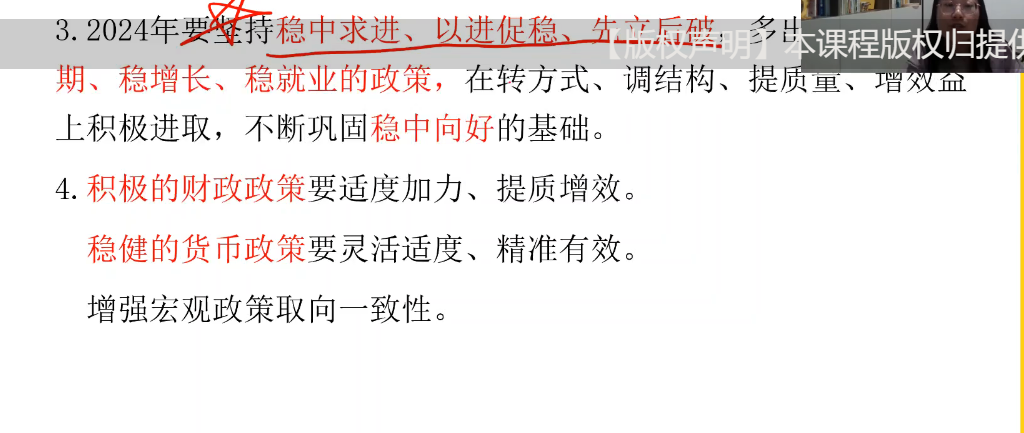 3.2024年要坚持稳中求进、以进促稳、先立后破，多出
【版权声明】本课程版权归提供
期、稳增长、稳就业的政策，在转方式、调结构、提质量、增效益
上积极进取，不断巩固稳中向好的基础。
4.积极的财政政策要适度加力、提质增效。
稳健的货币政策要灵活适度、精准有效。
增强宏观政策取向一致性。